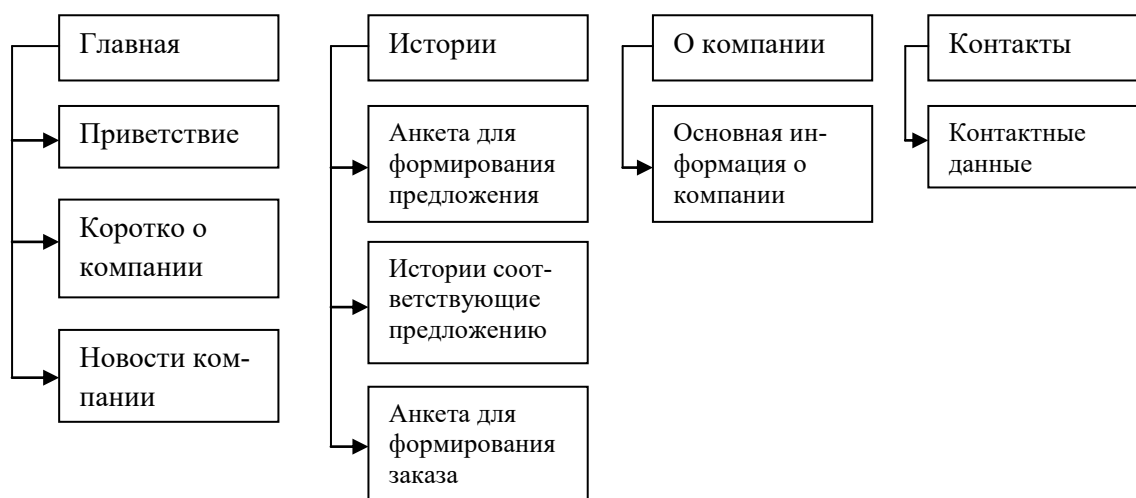 Главная
Приветствие
Коротко о
компании
Новости ком-
пании
Истории
Анкета для
формирования
предложения
Истории соот-
ветствующие
предложению
Анкета для
формирования
заказа
О компании
Основная ин-
формация о
компании
Контакты
Контактные
данные